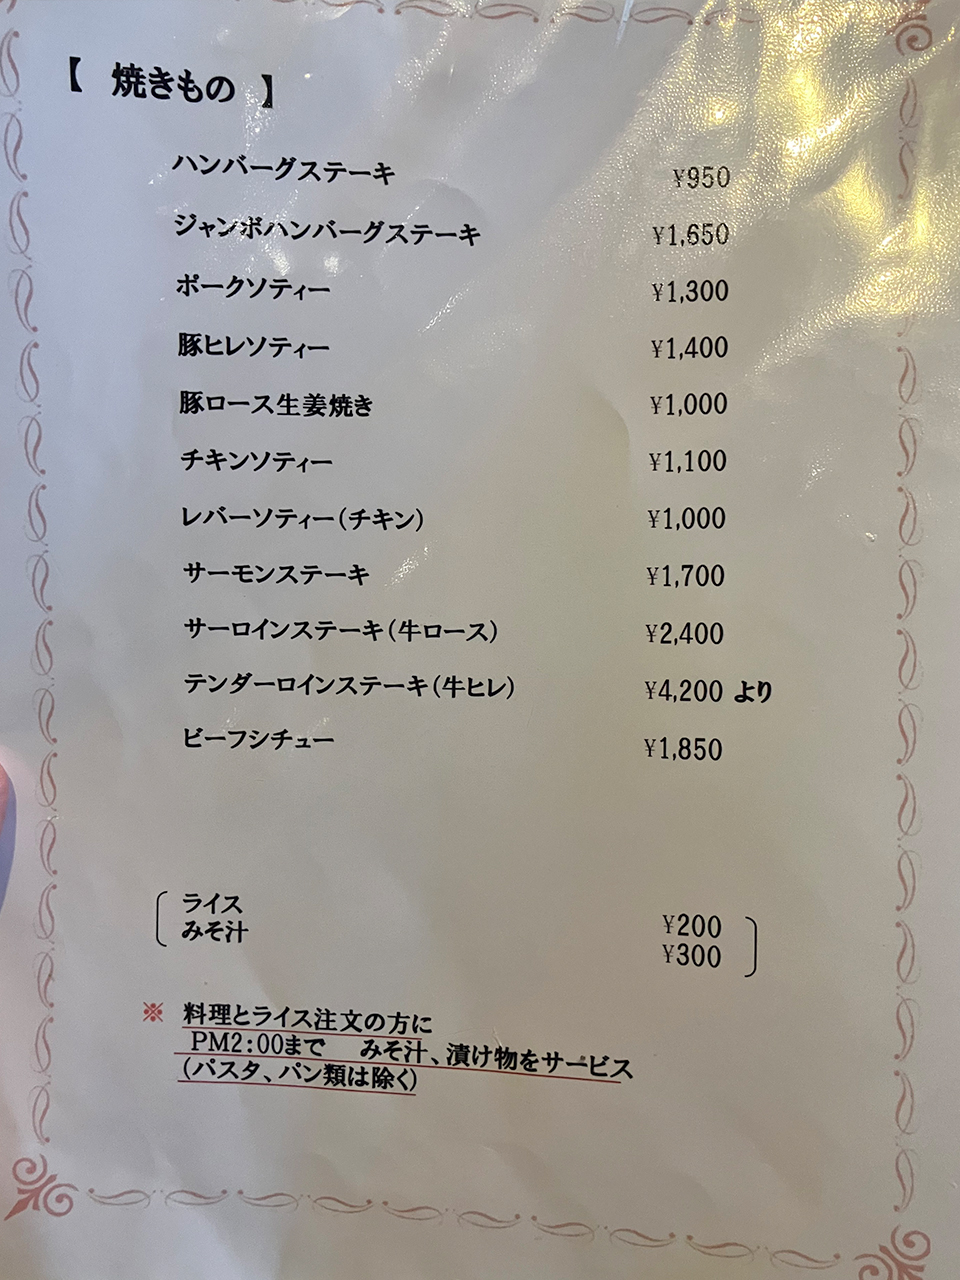 【 焼きもの 】
ハンバーグステーキ ¥950
ジャンボハンバーグステーキ ¥1,650
ポークソティー ¥1,300
豚ヒレソティー ¥1,400
豚ロース生姜焼き ¥1,000
チキンソティー ¥1,100
レバーソティー(チキン) ¥1,000
サーモンステーキ ¥1,700
サーロインステーキ(牛ロース) ¥2,400
テンダーロインステーキ(牛ヒレ) ¥4,200 より
ビーフシチュー ¥1,850
ライス ¥200
みそ汁 ¥300
※ 料理とライス注文の方に
PM2:00まで みそ汁、漬け物をサービス
(パスタ、パン類は除く)